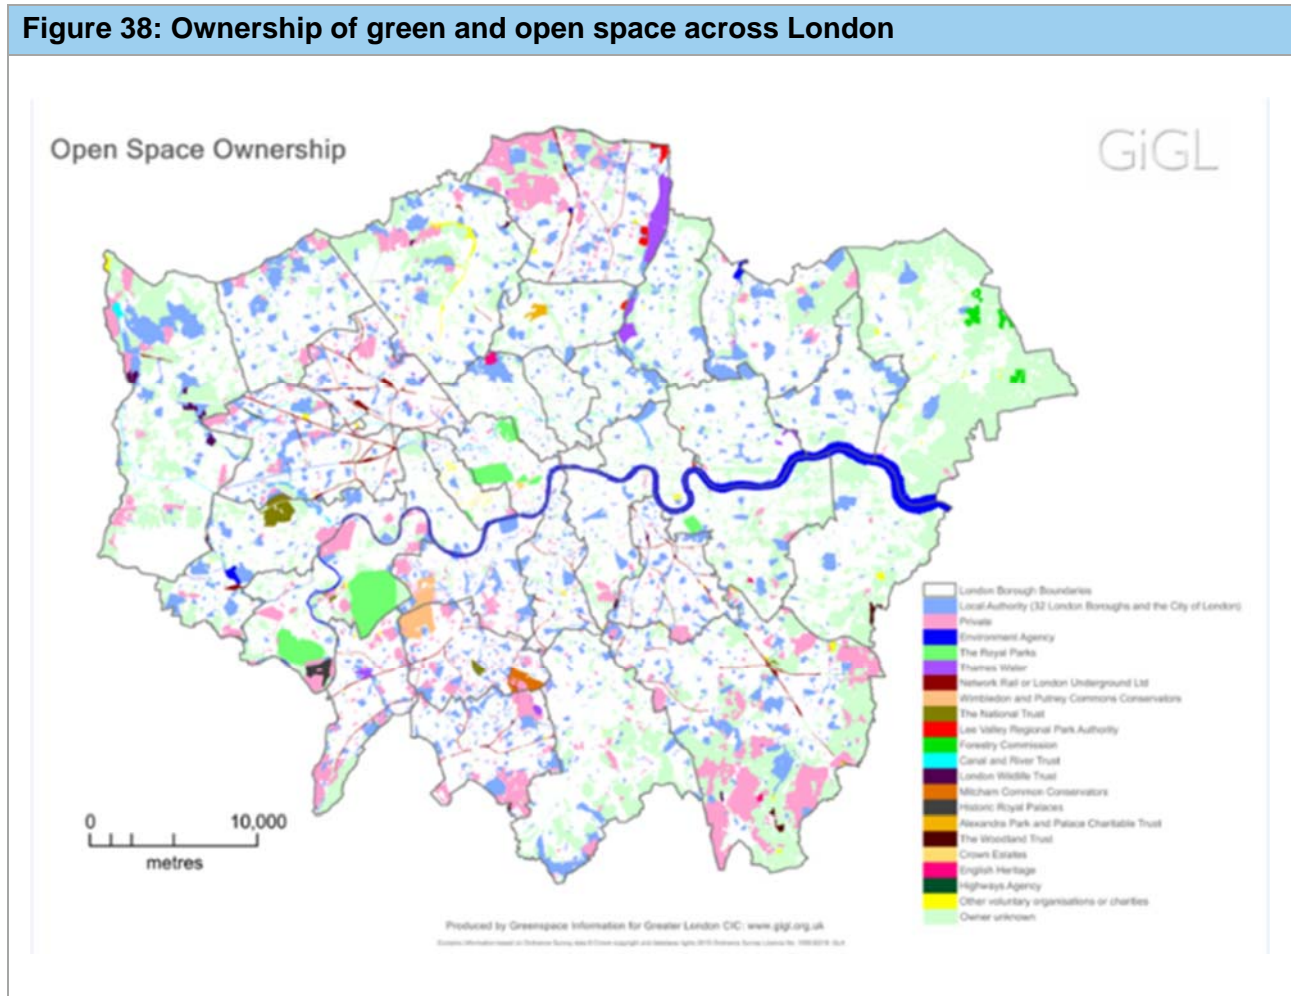 Figure 38: Ownership of green and open space across London
Open Space Ownership
GiGL
London Borough Boundaries
Local Authority (32 London Boroughs and the City of London)
Private
Environment Agency
The Royal Parks
Thames Water
Network Rail or London Underground Ltd
Wimbledon and Putney Commons Conservators
The National Trust
Lee Valley Regional Park Authority
Forestry Commission
Canal and River Trust
London Wildlife Trust
Mitcham Common Conservators
Historic Royal Palaces
Alexandra Park and Palace Charitable Trust
The Woodland Trust
Crown Estates
English Heritage
Highways Agency
Other voluntary organisations or charities
Owner unknown
0 10,000
metres
Produced by Greenspace Information for Greater London CIC: www.gigl.org.uk